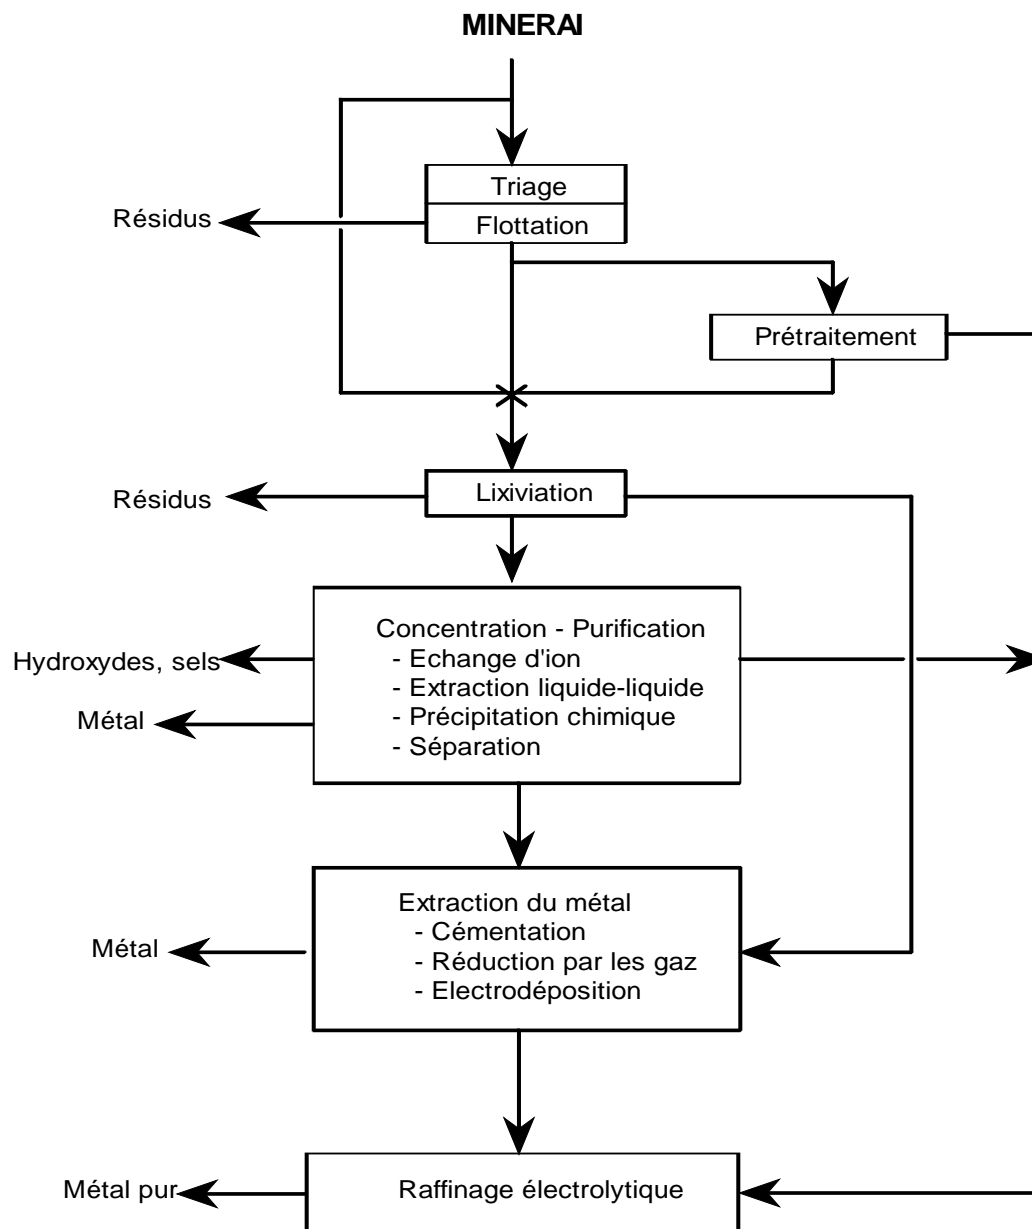 MINERAI
Triage
Résidus
Flottation
Prétraitement
Résidus
Lixiviation
Concentration - Purification
- Echange d'ion
Hydroxydes, sels
- Extraction liquide-liquide
Métal
- Précipitation chimique
- Séparation
Extraction du métal
- Cémentation
Métal
- Réduction par les gaz
- Electrodéposition
Métal pur
Raffinage électrolytique